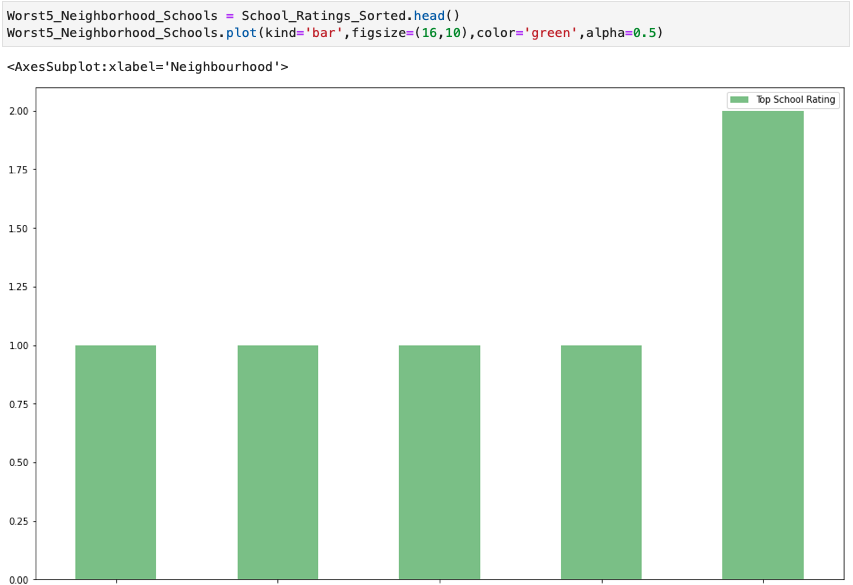 Worst5_Neighborhood_Schools = School_Ratings_Sorted.head()
Worst5_Neighborhood_Schools.plot(kind='bar',figsize=(16,10),color='green',alpha=0.5)
<AxesSubplot:xlabel='Neighbourhood'>
Top School Rating
2.00
1.75
1.50
1.25
1.00
0.75
0.50
0.25
0.00